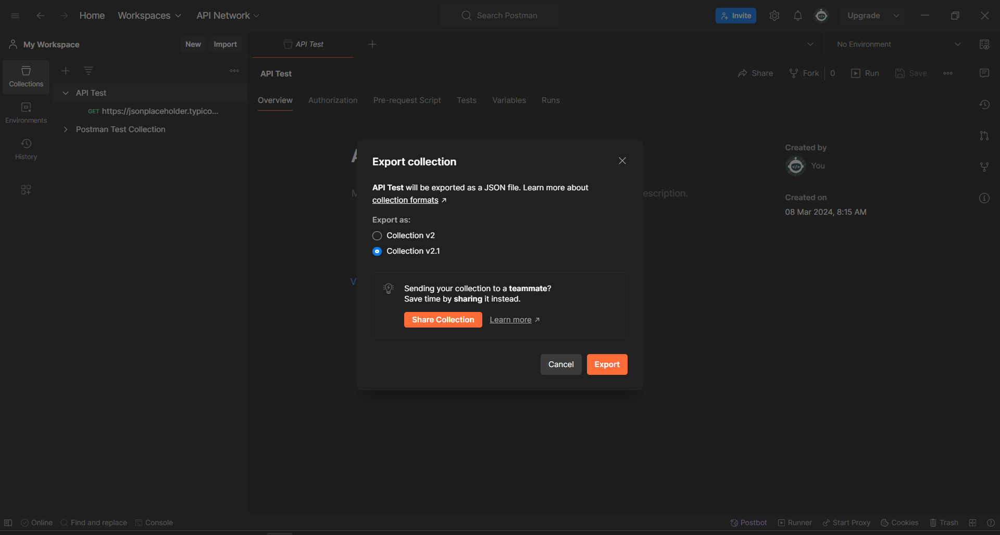 Home Workspaces API Network
Search Postman
Invite
Upgrade
My Workspace
New Import
API Test
No Environment
Collections
API Test
Share Fork 0 Run Save
API Test
GET https://jsonplaceholder.typico...
Postman Test Collection
Overview Authorization Pre-request Script Tests Variables Runs
Environments
History
Export collection
API Test will be exported as a JSON file. Learn more about
collection formats ↗
Export as:
Collection v2
Collection v2.1
Sending your collection to a teammate?
Save time by sharing it instead.
Share Collection Learn more ↗
Cancel Export
escription.
Created by
You
Created on
08 Mar 2024, 8:15 AM
Online Find and replace Console
Postbot Runner Start Proxy Cookies Trash